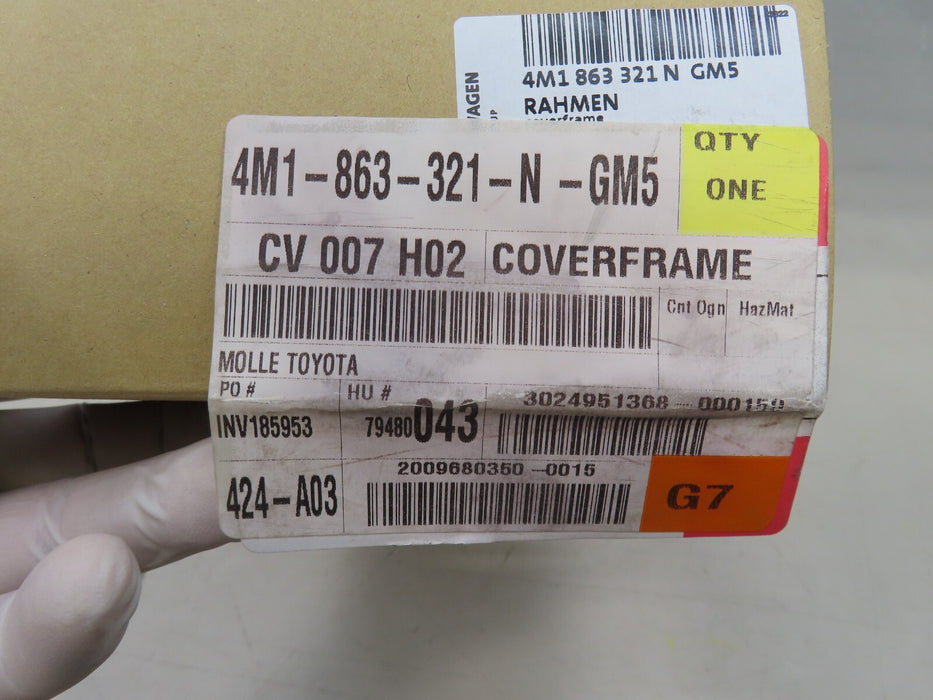 4M1 863 321 N GM5
RAHMEN
coverframe
4M1-863-321-N -GM5
QTY
ONE
CV 007 H02
COVERFRAME
Cnt Ogn
HazMat
MOLLE TOYOTA
PO #
HU #
3024951368 000159
INV185953
79480043
2009680350 -0015
424-A03
G7